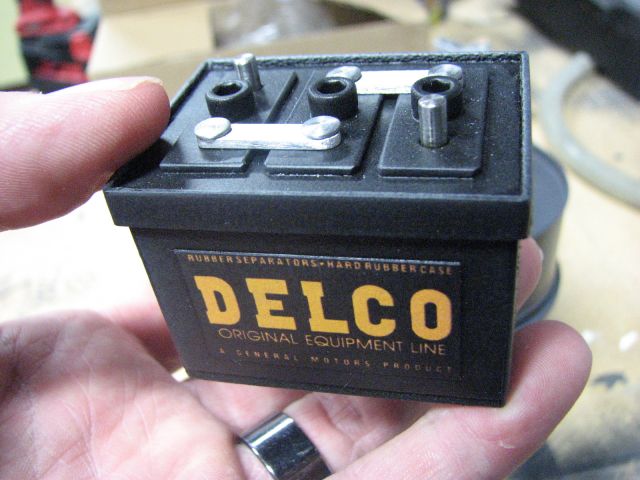 RUBBER SEPARATORS • HARD RUBBER CASE
DELCO
ORIGINAL EQUIPMENT LINE
A GENERAL MOTORS PRODUCT